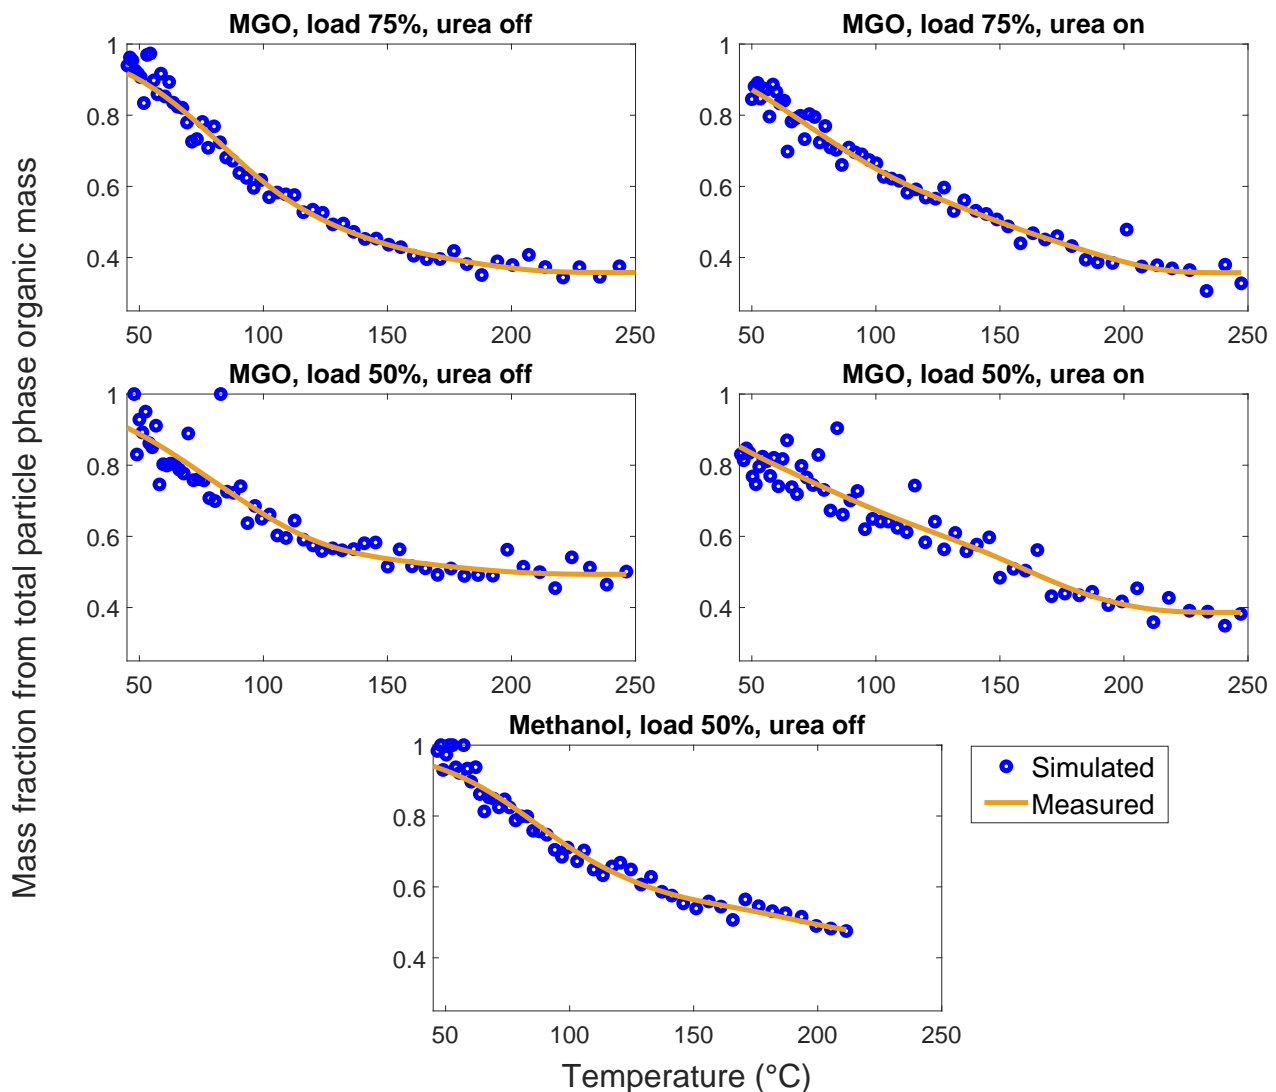 MGO, load 75%, urea off
MGO, load 75%, urea on
1
0.8
0.6
0.4
50 100 150 200 250
1
0.8
0.6
0.4
50 100 150 200 250
MGO, load 50%, urea off
MGO, load 50%, urea on
1
0.8
0.6
0.4
50 100 150 200 250
1
0.8
0.6
0.4
50 100 150 200 250
Methanol, load 50%, urea off
1
0.8
0.6
0.4
50 100 150 200 250
Simulated
Measured
Mass fraction from total particle phase organic mass
Temperature (°C)